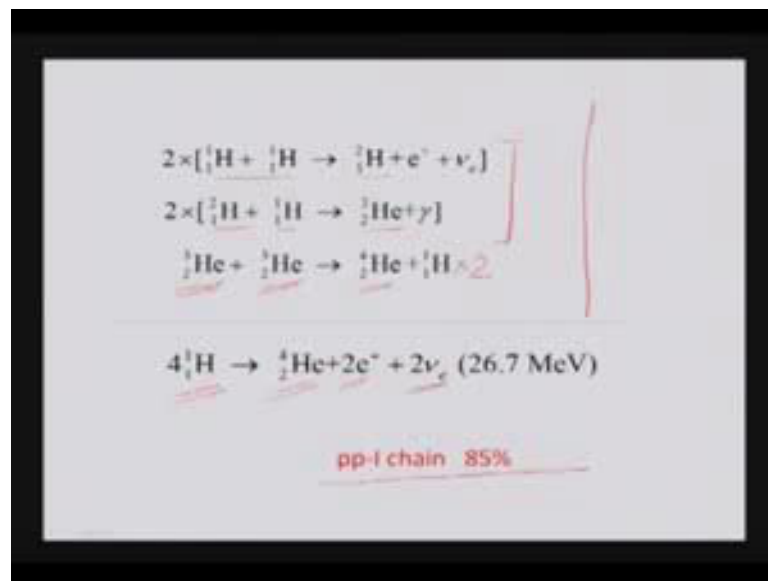 2×[¹₁H + ¹₁H → ²₁H+e⁺+νₑ]
2×[²₁H + ¹₁H → ³₂He+γ]
³₂He + ³₂He → ⁴₂He+¹₁H ×2
4¹₁H → ⁴₂He+2e⁺ + 2νₑ (26.7 MeV)
pp-I chain 85%